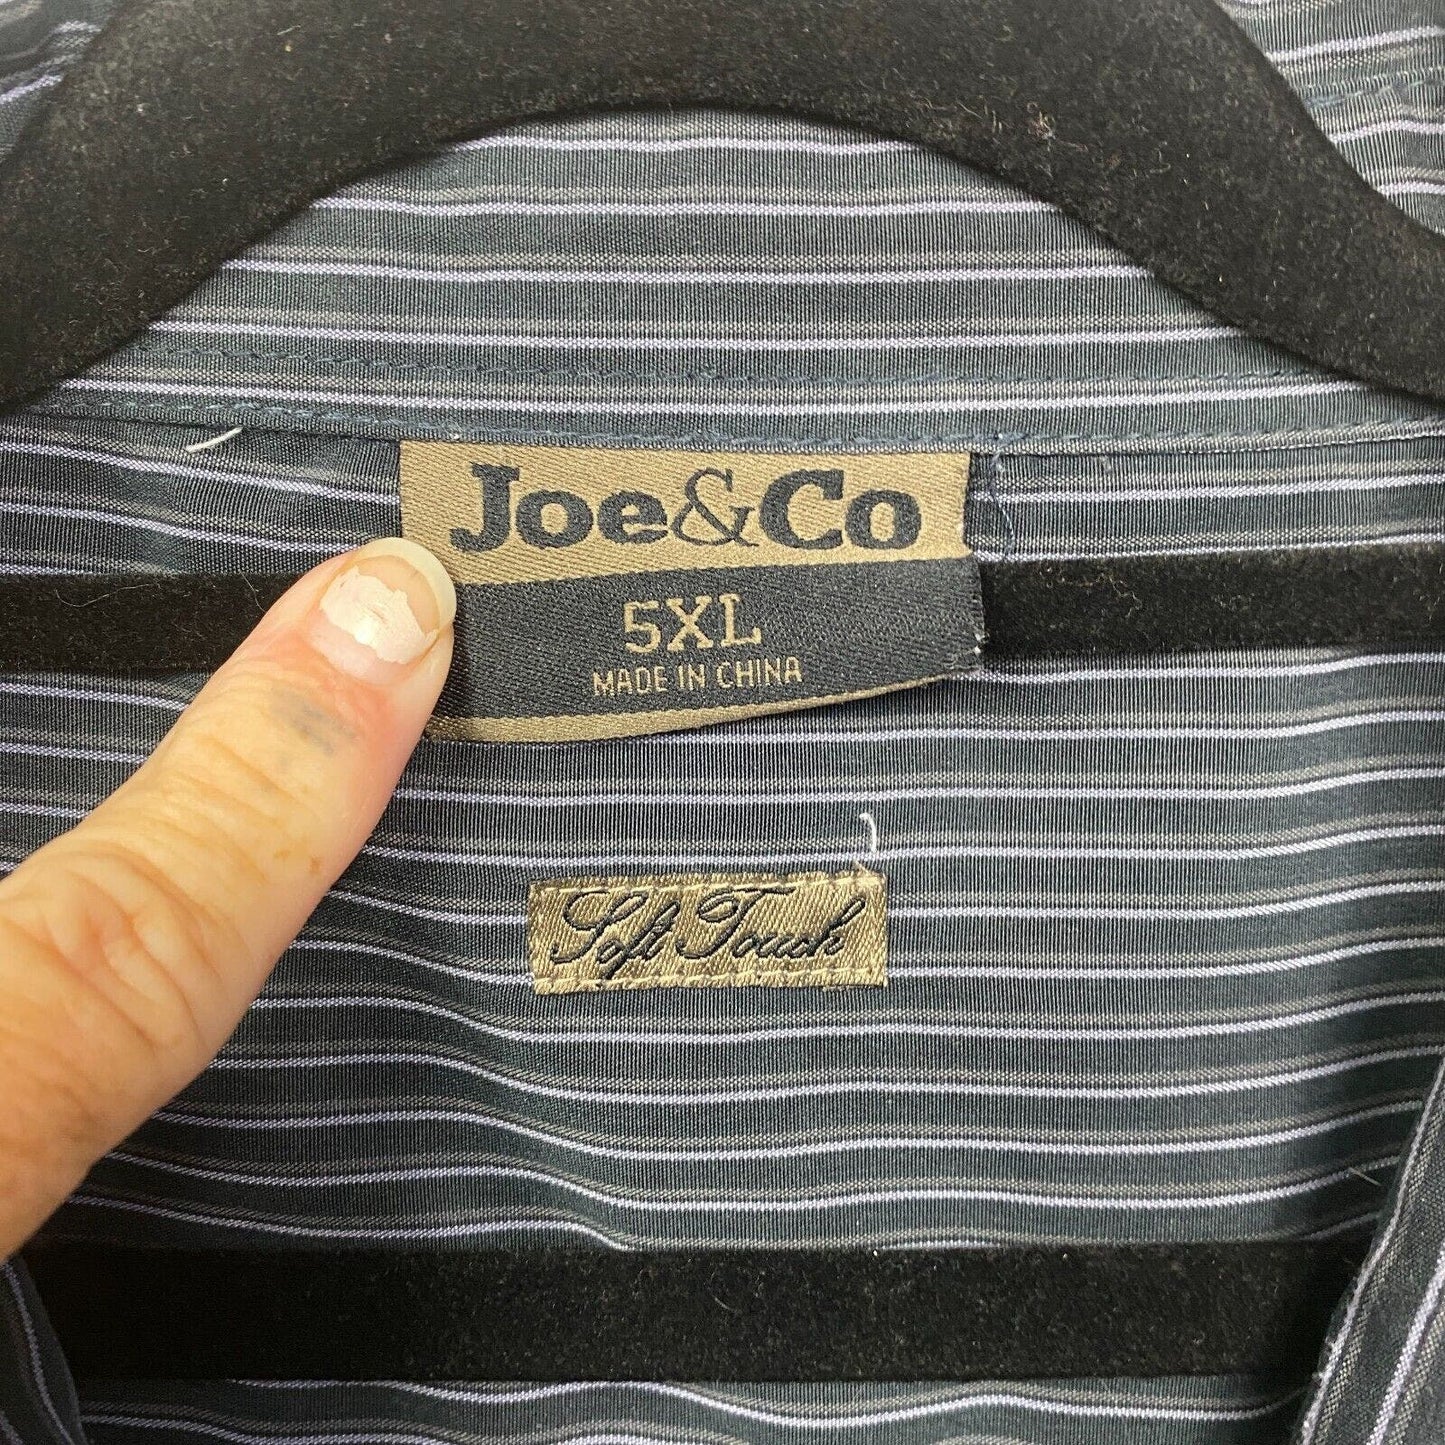 Joe&Co
5XL
MADE IN CHINA
Soft Touch